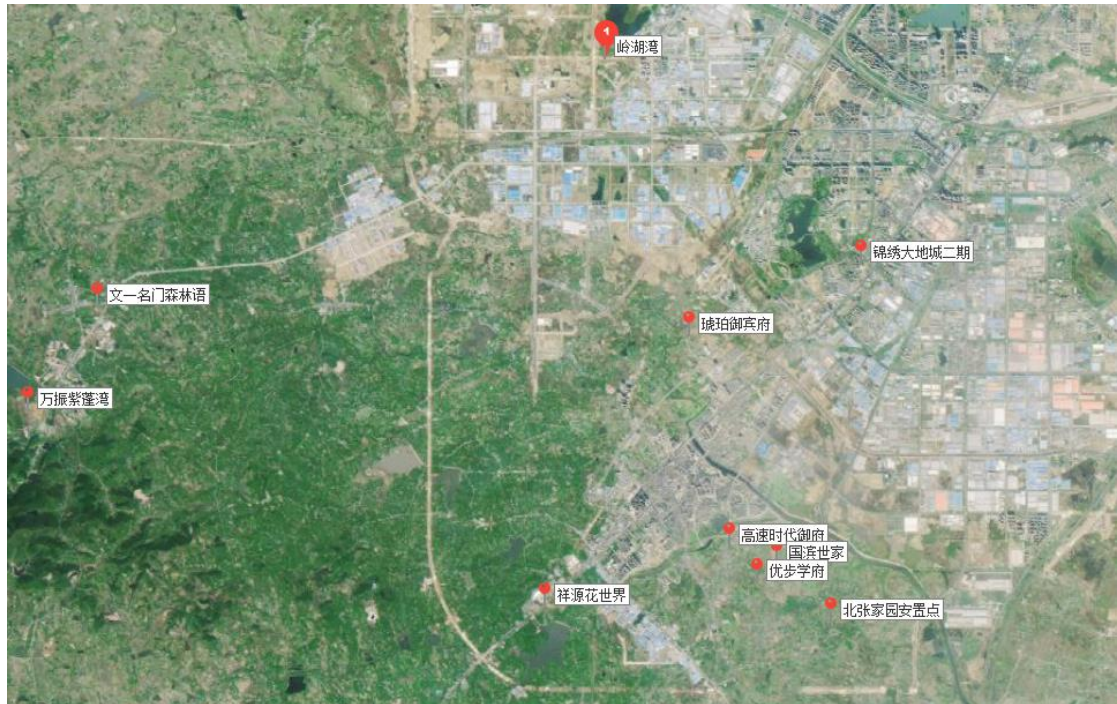 1
岭湖湾
锦绣大地城二期
文一名门森林语
琥珀御宾府
万振紫蓬湾
高速时代御府
国滨世家
优步学府
祥源花世界
北张家园安置点